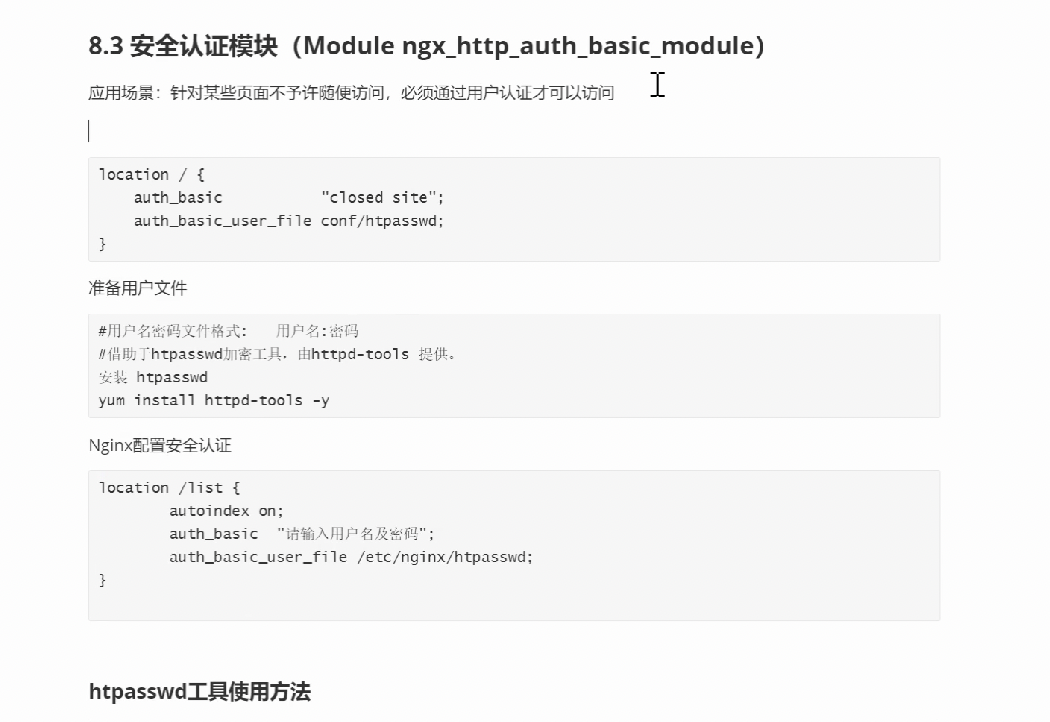 8.3 安全认证模块（Module ngx_http_auth_basic_module）
应用场景：针对某些页面不予许随便访问，必须通过用户认证才可以访问
location / {
    auth_basic           "closed site";
    auth_basic_user_file conf/htpasswd;
}
准备用户文件
#用户名密码文件格式:   用户名:密码
#借助于htpasswd加密工具，由httpd-tools 提供。
安装 htpasswd
yum install httpd-tools -y
Nginx配置安全认证
location /list {
        autoindex on;
        auth_basic  "请输入用户名及密码";
        auth_basic_user_file /etc/nginx/htpasswd;
}
htpasswd工具使用方法